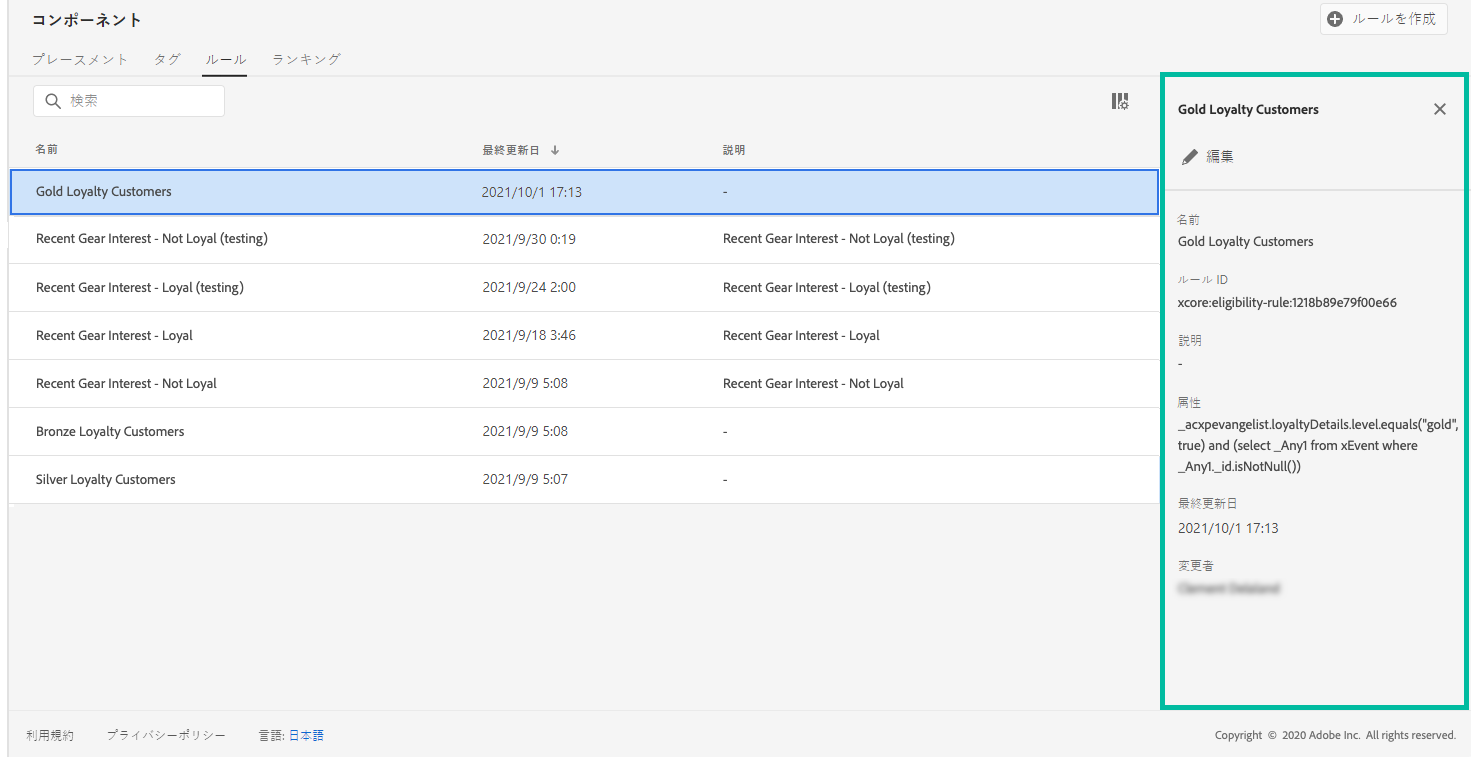 コンポーネント
ルールを作成
プレースメント タグ ルール ランキング
検索
名前 最終更新日 ↓ 説明
Gold Loyalty Customers 2021/10/1 17:13 -
Recent Gear Interest - Not Loyal (testing) 2021/9/30 0:19 Recent Gear Interest - Not Loyal (testing)
Recent Gear Interest - Loyal (testing) 2021/9/24 2:00 Recent Gear Interest - Loyal (testing)
Recent Gear Interest - Loyal 2021/9/18 3:46 Recent Gear Interest - Loyal
Recent Gear Interest - Not Loyal 2021/9/9 5:08 Recent Gear Interest - Not Loyal
Bronze Loyalty Customers 2021/9/9 5:08 -
Silver Loyalty Customers 2021/9/9 5:07 -
Gold Loyalty Customers
編集
名前
Gold Loyalty Customers
ルール ID
xcore:eligibility-rule:1218b89e79f00e66
説明
-
属性
_acxpevangelist.loyaltyDetails.level.equals("gold",
true) and (select _Any1 from xEvent where
_Any1._id.isNotNull())
最終更新日
2021/10/1 17:13
変更者
利用規約 プライバシーポリシー 言語: 日本語
Copyright © 2020 Adobe Inc. All rights reserved.